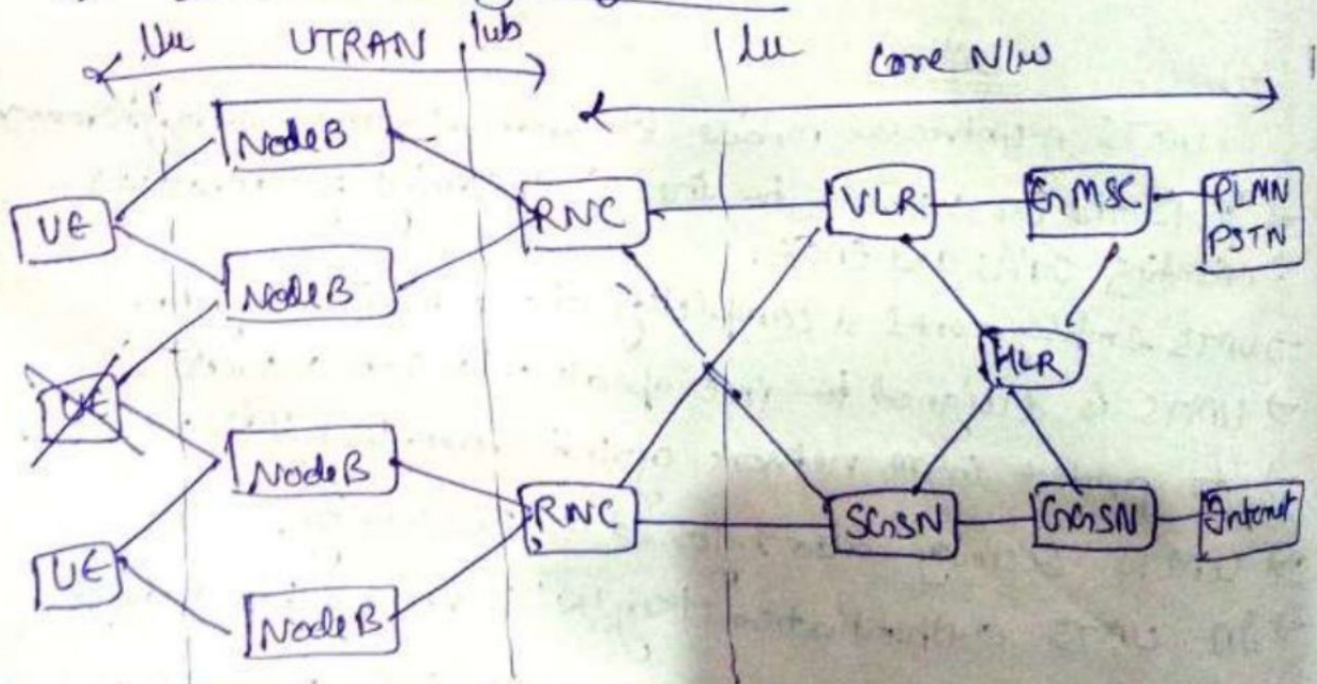 Uu UTRAN Iub Iu Core N/w
NodeB
UE RNC VLR GMSC PLMN
PSTN
NodeB
HLR
UE
NodeB
RNC SGSN GGSN Internet
UE
NodeB